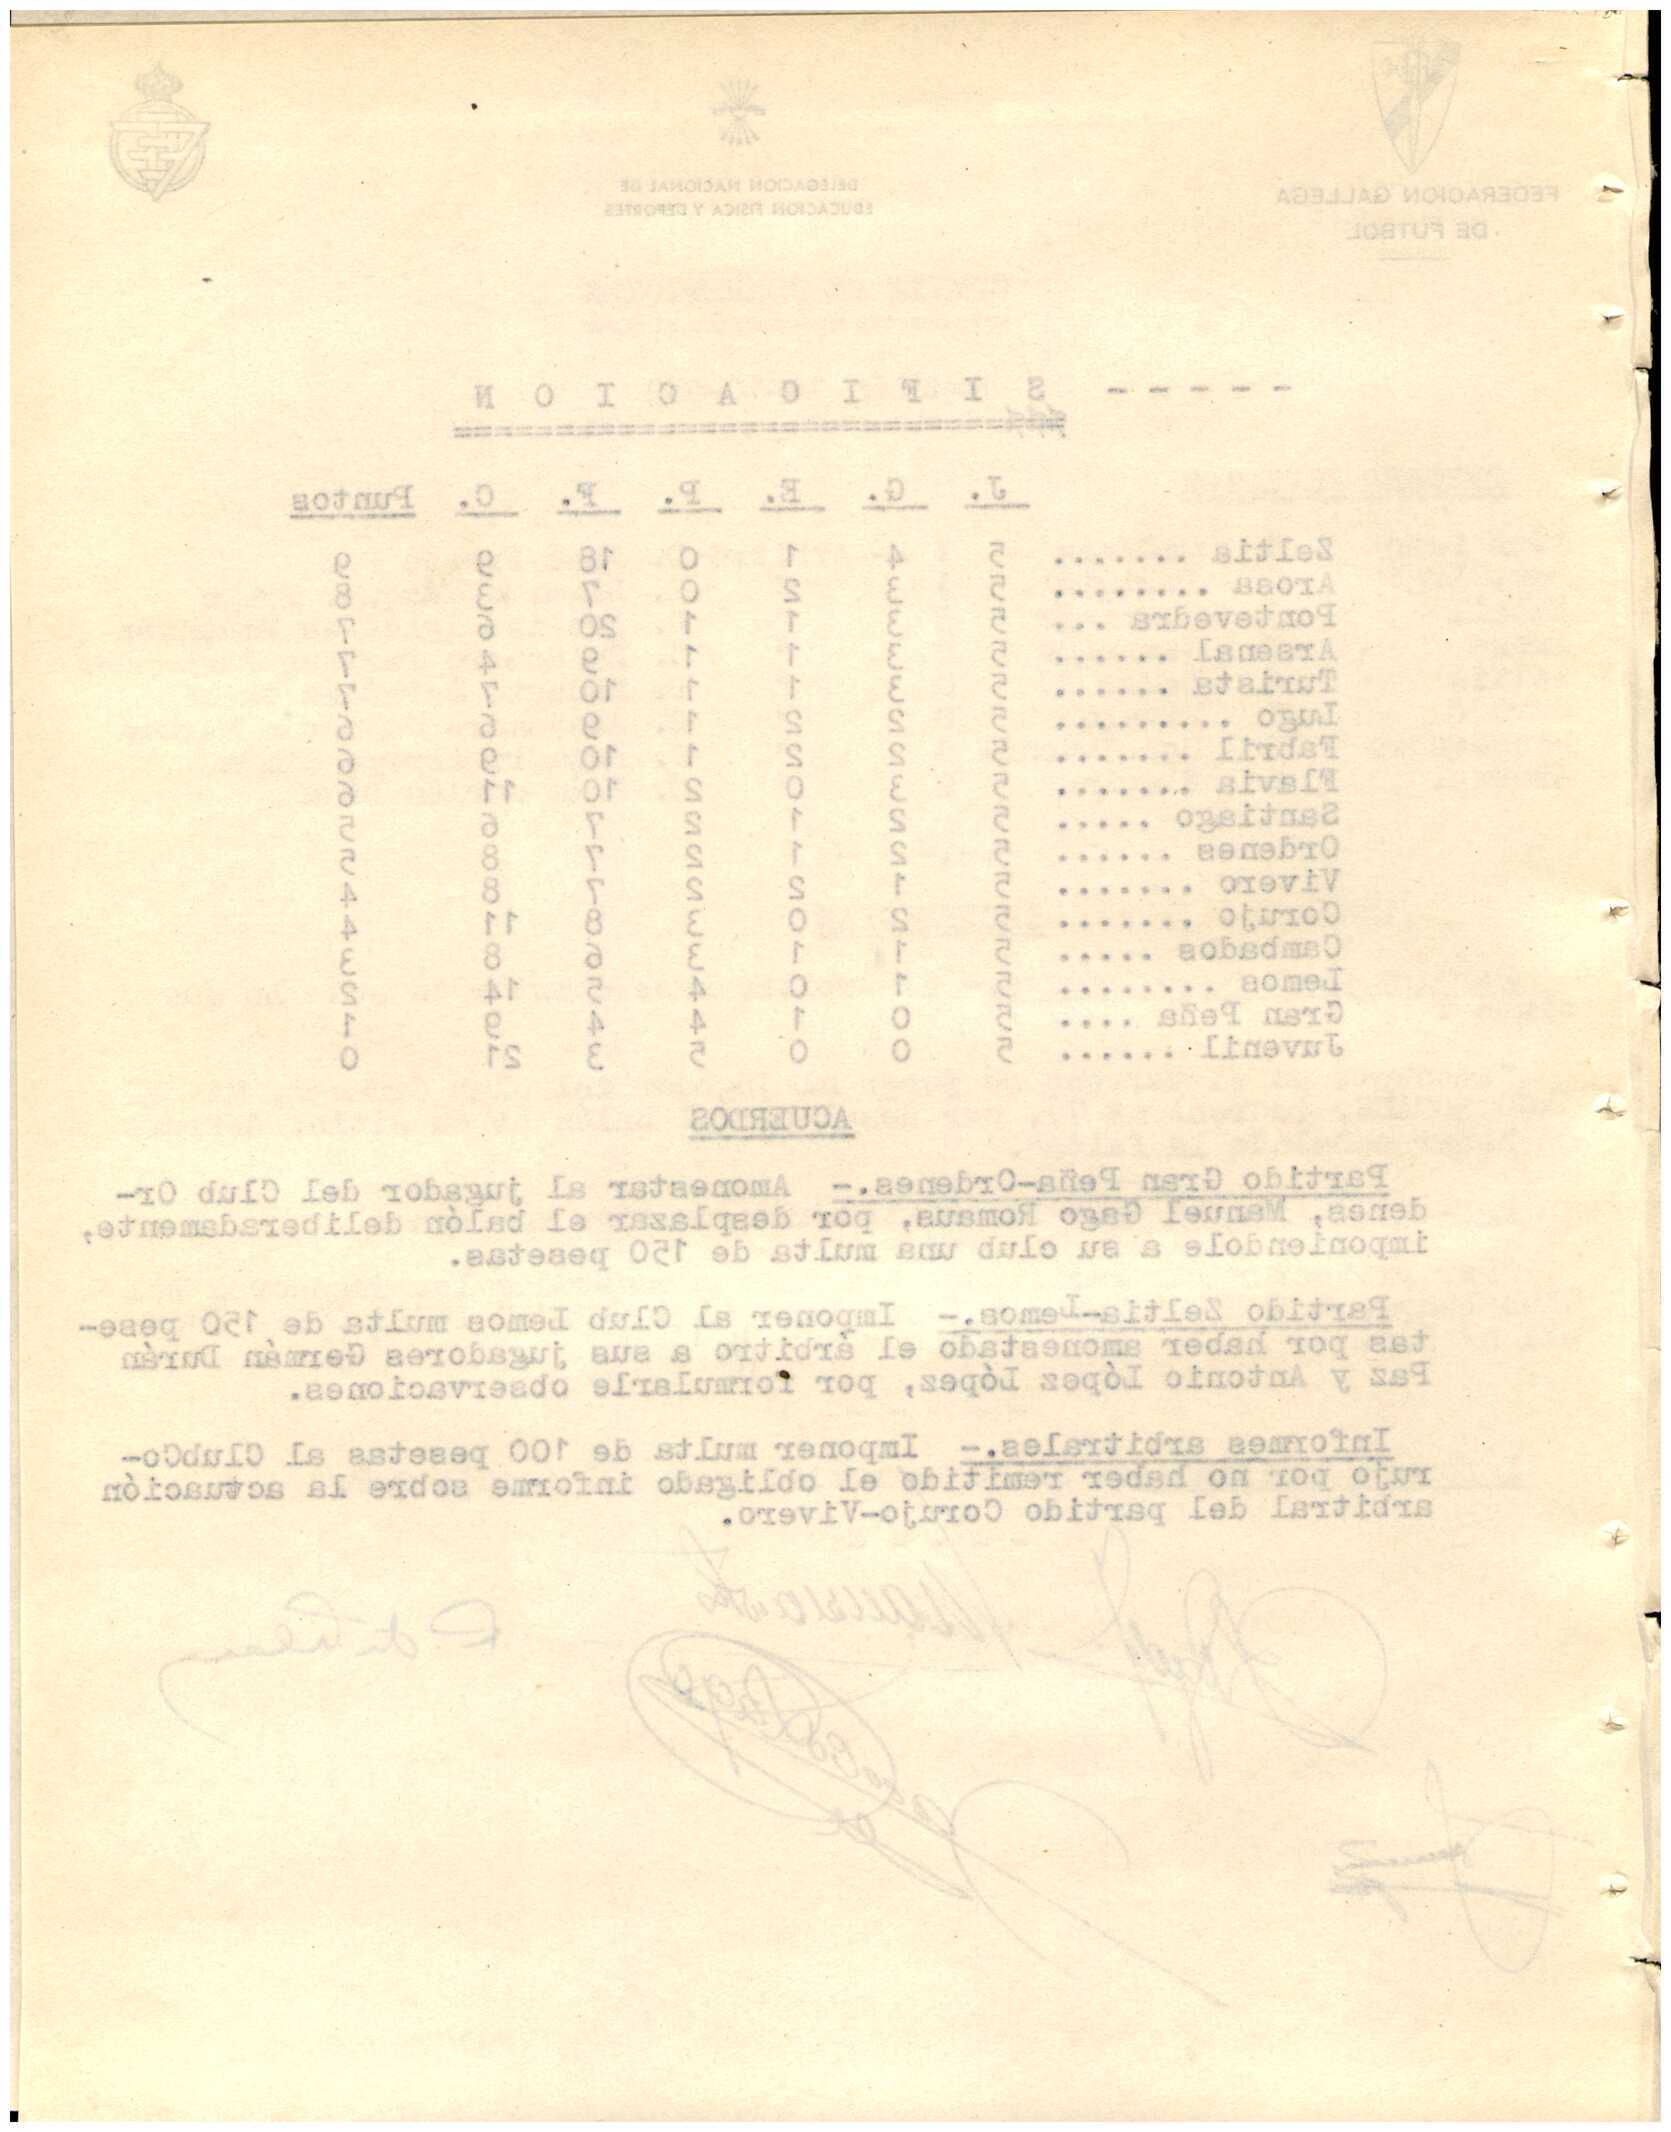 FEDERACION GALLEGA
DE FUTBOL
DELEGACION NACIONAL DE
EDUCACION FISICA Y DEPORTES
- - - - - S I F I C A C I O N
==============================
J. G. E. P. F. C. Puntos
Zeltia ....... 5 4 1 0 18 9 9
Arosa ........ 5 3 2 0 7 3 8
Pontevedra ... 5 3 1 1 20 6 7
Arsenal ...... 5 3 1 1 9 4 7
Turista ...... 5 3 1 1 10 7 7
Lugo ......... 5 2 2 1 9 6 6
Fabril ....... 5 2 2 1 10 9 6
Flavia ....... 5 3 0 2 10 11 6
Santiago ..... 5 2 1 2 7 6 5
Ordenes ...... 5 2 1 2 7 8 5
Vivero ....... 5 1 2 2 7 8 4
Corujo ....... 5 2 0 3 8 11 4
Cambados ..... 5 1 1 3 6 8 3
Lemos ........ 5 1 0 4 5 14 2
Gran Peña .... 5 0 1 4 4 9 1
Juvenil ...... 5 0 0 5 3 21 0
ACUERDOS
Partido Gran Peña-Ordenes.- Amonestar al jugador del Club Or-
denes, Manuel Gago Romaus, por desplazar el balón deliberadamente,
imponiendole a su club una multa de 150 pesetas.
Partido Zeltia-Lemos.- Imponer al Club Lemos multa de 150 pese-
tas por haber amonestado el árbitro a sus jugadores Germán Durán
Paz y Antonio López López, por formularle observaciones.
Informes arbitrales.- Imponer multa de 100 pesetas al ClubCo-
rujo por no haber remitido el obligado informe sobre la actuación
arbitral del partido Corujo-Vivero.